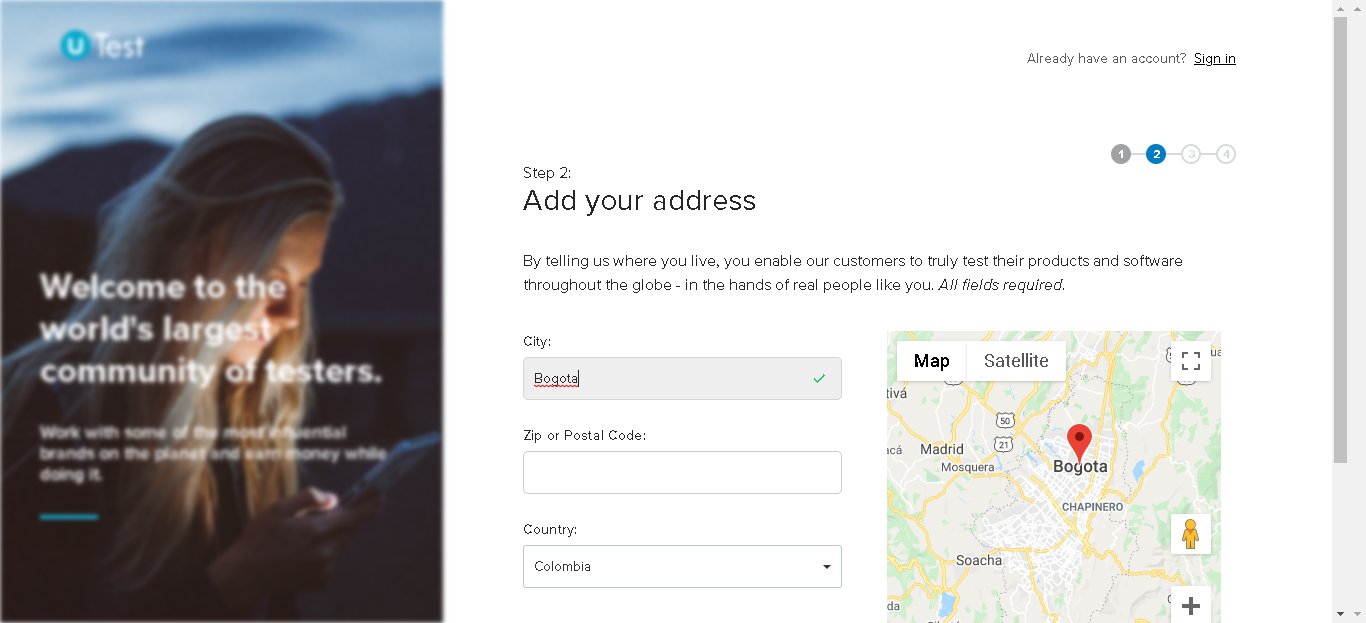 U Test
Already have an account? Sign in
1 2 3 4
Step 2:
Add your address
By telling us where you live, you enable our customers to truly test their products and software
throughout the globe - in the hands of real people like you. All fields required.
Welcome to the
world's largest
community of testers.
Work with some of the most influential
brands on the planet and earn money while
doing it.
City:
Bogota
Zip or Postal Code:
Country:
Colombia
Map Satellite
tivá
50
21
acá
Madrid
Mosquera
Bogota
CHAPINERO
Soacha
da